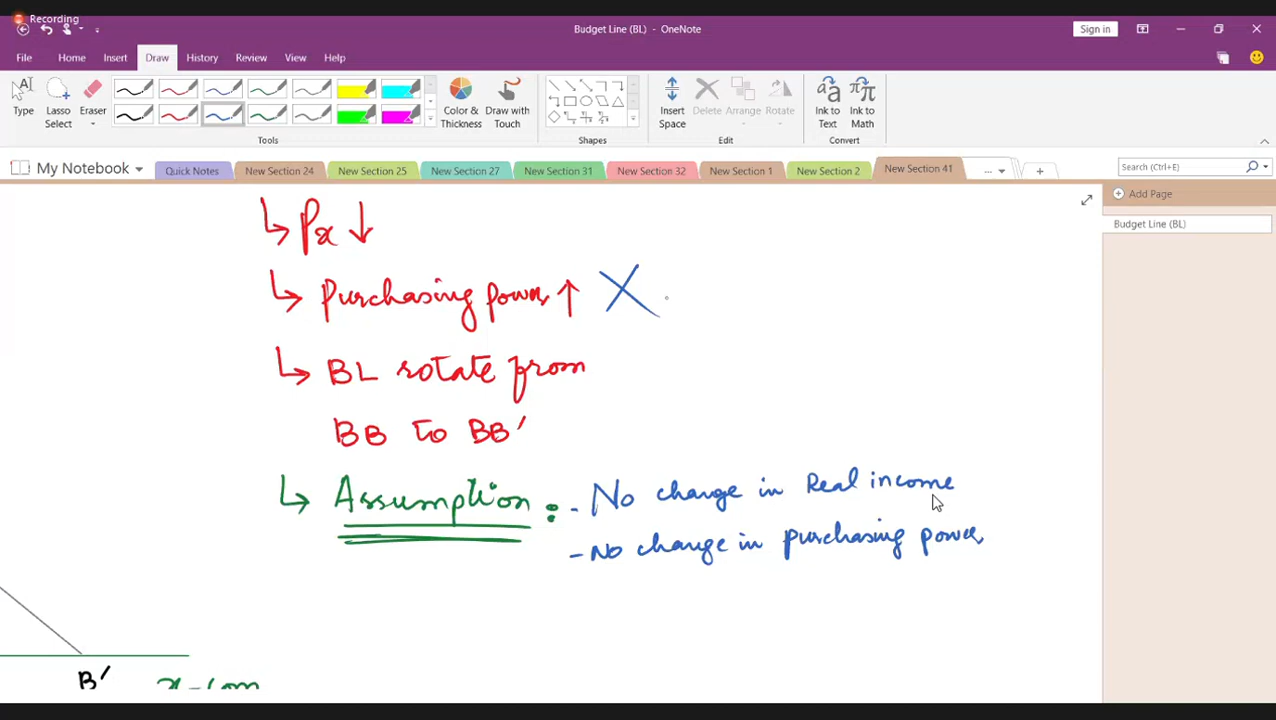 Recording
Budget Line (BL) - OneNote
Sign in
File Home Insert Draw History Review View Help
Type
Lasso Select
Eraser
Color & Thickness
Draw with Touch
Insert Space
Delete
Arrange
Rotate
Ink to Text
Ink to Math
Tools
Shapes
Edit
Convert
My Notebook
Quick Notes
New Section 24
New Section 25
New Section 27
New Section 31
New Section 32
New Section 1
New Section 2
New Section 41
...
Search (Ctrl+E)
Add Page
Budget Line (BL)
↳ Px ↓
↳ Purchasing power ↑ X
↳ BL rotate from
BB to BB'
↳ Assumption : - No change in Real income
- No change in purchasing power
B'